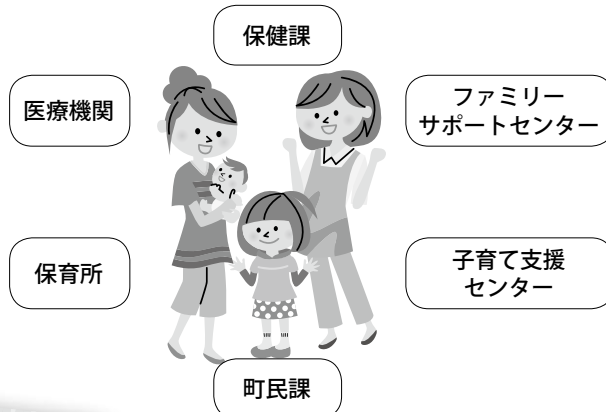 保健課
医療機関
ファミリー
サポートセンター
保育所
子育て支援
センター
町民課